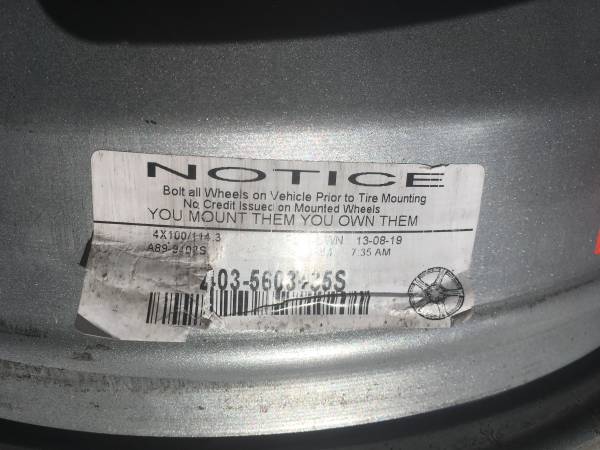 NOTICE
Bolt all Wheels on Vehicle Prior to Tire Mounting
No Credit Issued on Mounted Wheels
YOU MOUNT THEM YOU OWN THEM
4X100/114.3 13-08-19
7:35 AM